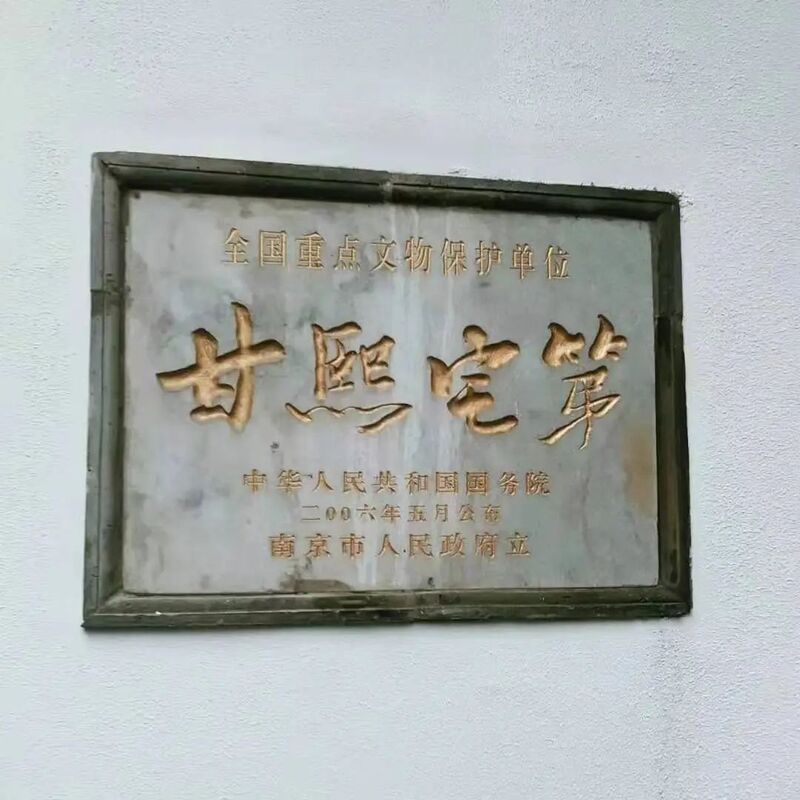 全国重点文物保护单位
甘熙宅第
中华人民共和国国务院
二00六年五月公布
南京市人民政府立